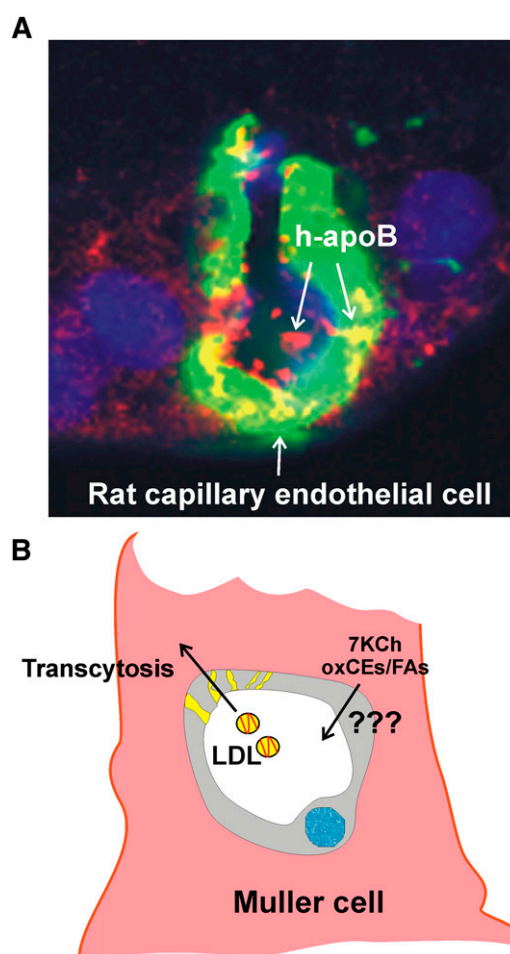 A
h-apoB
Rat capillary endothelial cell
B
7KCh
oxCEs/FAs
Transcytosis
???
LDL
Muller cell